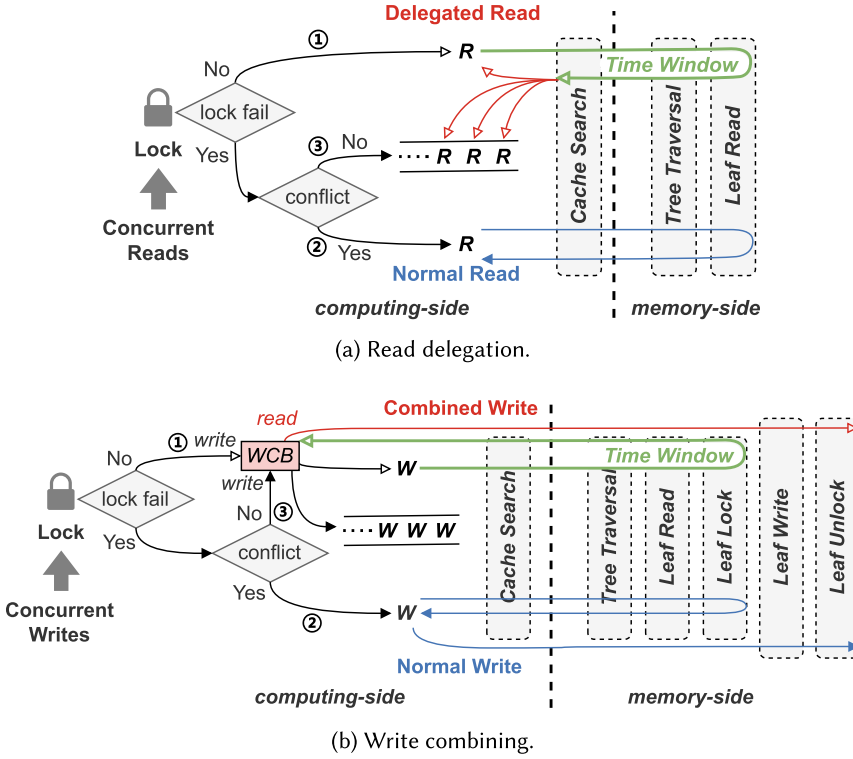 Delegated Read
①
R
Time Window
No
lock fail
Lock
Yes
③
No
····
R R R
conflict
Concurrent
Reads
②
Yes
R
Normal Read
Cache Search
Tree Traversal
Leaf Read
computing-side
memory-side
(a) Read delegation.
Combined Write
read
①
write
WCB
No
W
Time Window
write
lock fail
Lock
No
③
····
W W W
Yes
conflict
Concurrent
Writes
Yes
②
W
Normal Write
Cache Search
Tree Traversal
Leaf Read
Leaf Lock
Leaf Write
Leaf Unlock
computing-side
memory-side
(b) Write combining.